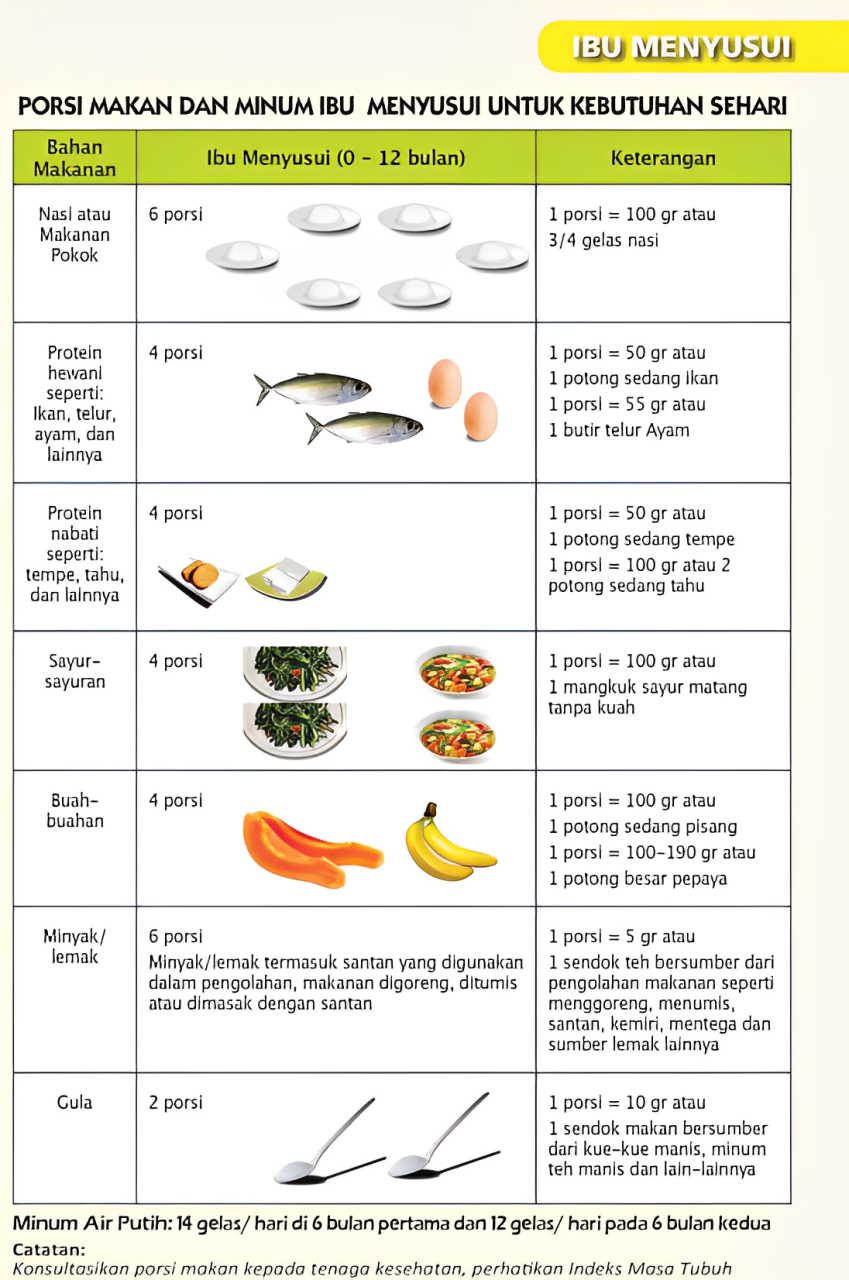 IBU MENYUSUI
PORSI MAKAN DAN MINUM IBU MENYUSUI UNTUK KEBUTUHAN SEHARI
Bahan
Makanan
Ibu Menyusui (0 – 12 bulan)
Keterangan
Nasi atau
Makanan
Pokok
6 porsi
1 porsi = 100 gr atau
3/4 gelas nasi
Protein
hewani
seperti:
Ikan, telur,
ayam, dan
lainnya
4 porsi
1 porsi = 50 gr atau
1 potong sedang ikan
1 porsi = 55 gr atau
1 butir telur Ayam
Protein
nabati
seperti:
tempe, tahu,
dan lainnya
4 porsi
1 porsi = 50 gr atau
1 potong sedang tempe
1 porsi = 100 gr atau 2
potong sedang tahu
Sayur-
sayuran
4 porsi
1 porsi = 100 gr atau
1 mangkuk sayur matang
tanpa kuah
Buah-
buahan
4 porsi
1 porsi = 100 gr atau
1 potong sedang pisang
1 porsi = 100-190 gr atau
1 potong besar pepaya
Minyak/
lemak
6 porsi
Minyak/lemak termasuk santan yang digunakan
dalam pengolahan, makanan digoreng, ditumis
atau dimasak dengan santan
1 porsi = 5 gr atau
1 sendok teh bersumber dari
pengolahan makanan seperti
menggoreng, menumis,
santan, kemiri, mentega dan
sumber lemak lainnya
Gula
2 porsi
1 porsi = 10 gr atau
1 sendok makan bersumber
dari kue-kue manis, minum
teh manis dan lain-lainnya
Minum Air Putih: 14 gelas/ hari di 6 bulan pertama dan 12 gelas/ hari pada 6 bulan kedua
Catatan:
Konsultasikan porsi makan kepada tenaga kesehatan, perhatikan Indeks Masa Tubuh